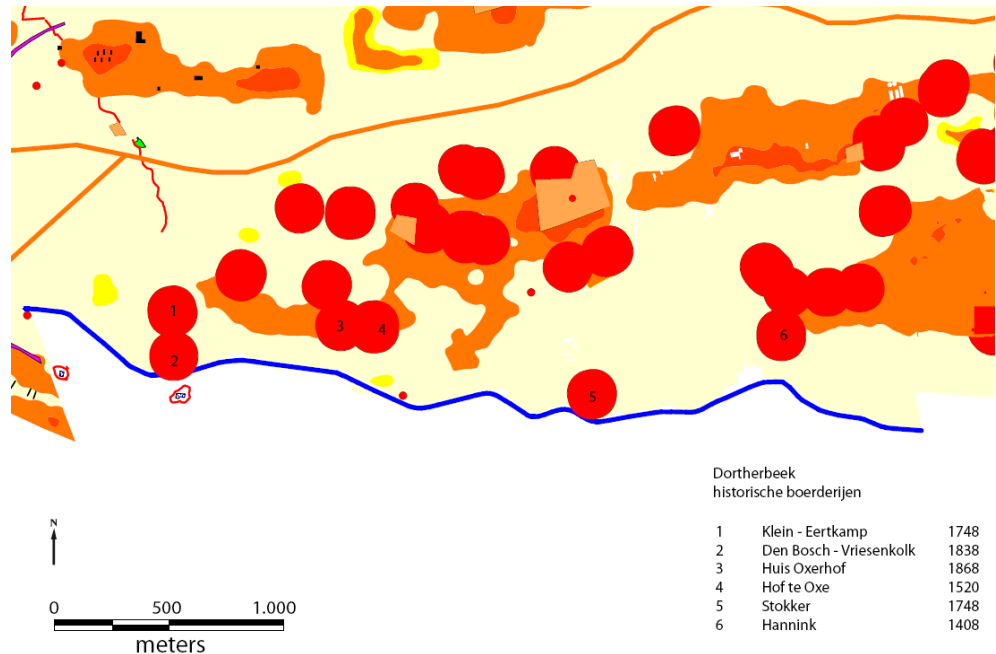 1
2
3
4
5
6
Dortherbeek
historische boerderijen
1 Klein - Eertkamp 1748
2 Den Bosch - Vriesenkolk 1838
3 Huis Oxerhof 1868
4 Hof te Oxe 1520
5 Stokker 1748
6 Hannink 1408
N
0 500 1.000
meters